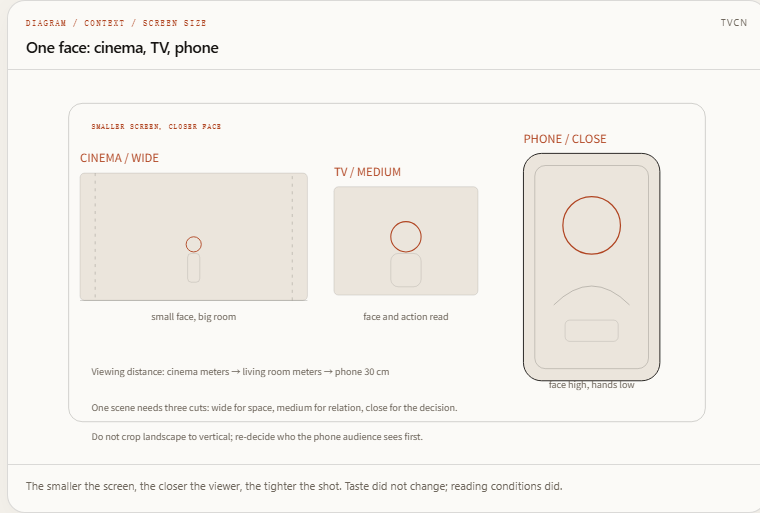 DIAGRAM / CONTEXT / SCREEN SIZE
TVCN
One face: cinema, TV, phone
SMALLER SCREEN, CLOSER FACE
CINEMA / WIDE
TV / MEDIUM
PHONE / CLOSE
small face, big room
face and action read
face high, hands low
Viewing distance: cinema meters → living room meters → phone 30 cm
One scene needs three cuts: wide for space, medium for relation, close for the decision.
Do not crop landscape to vertical; re-decide who the phone audience sees first.
The smaller the screen, the closer the viewer, the tighter the shot. Taste did not change; reading conditions did.